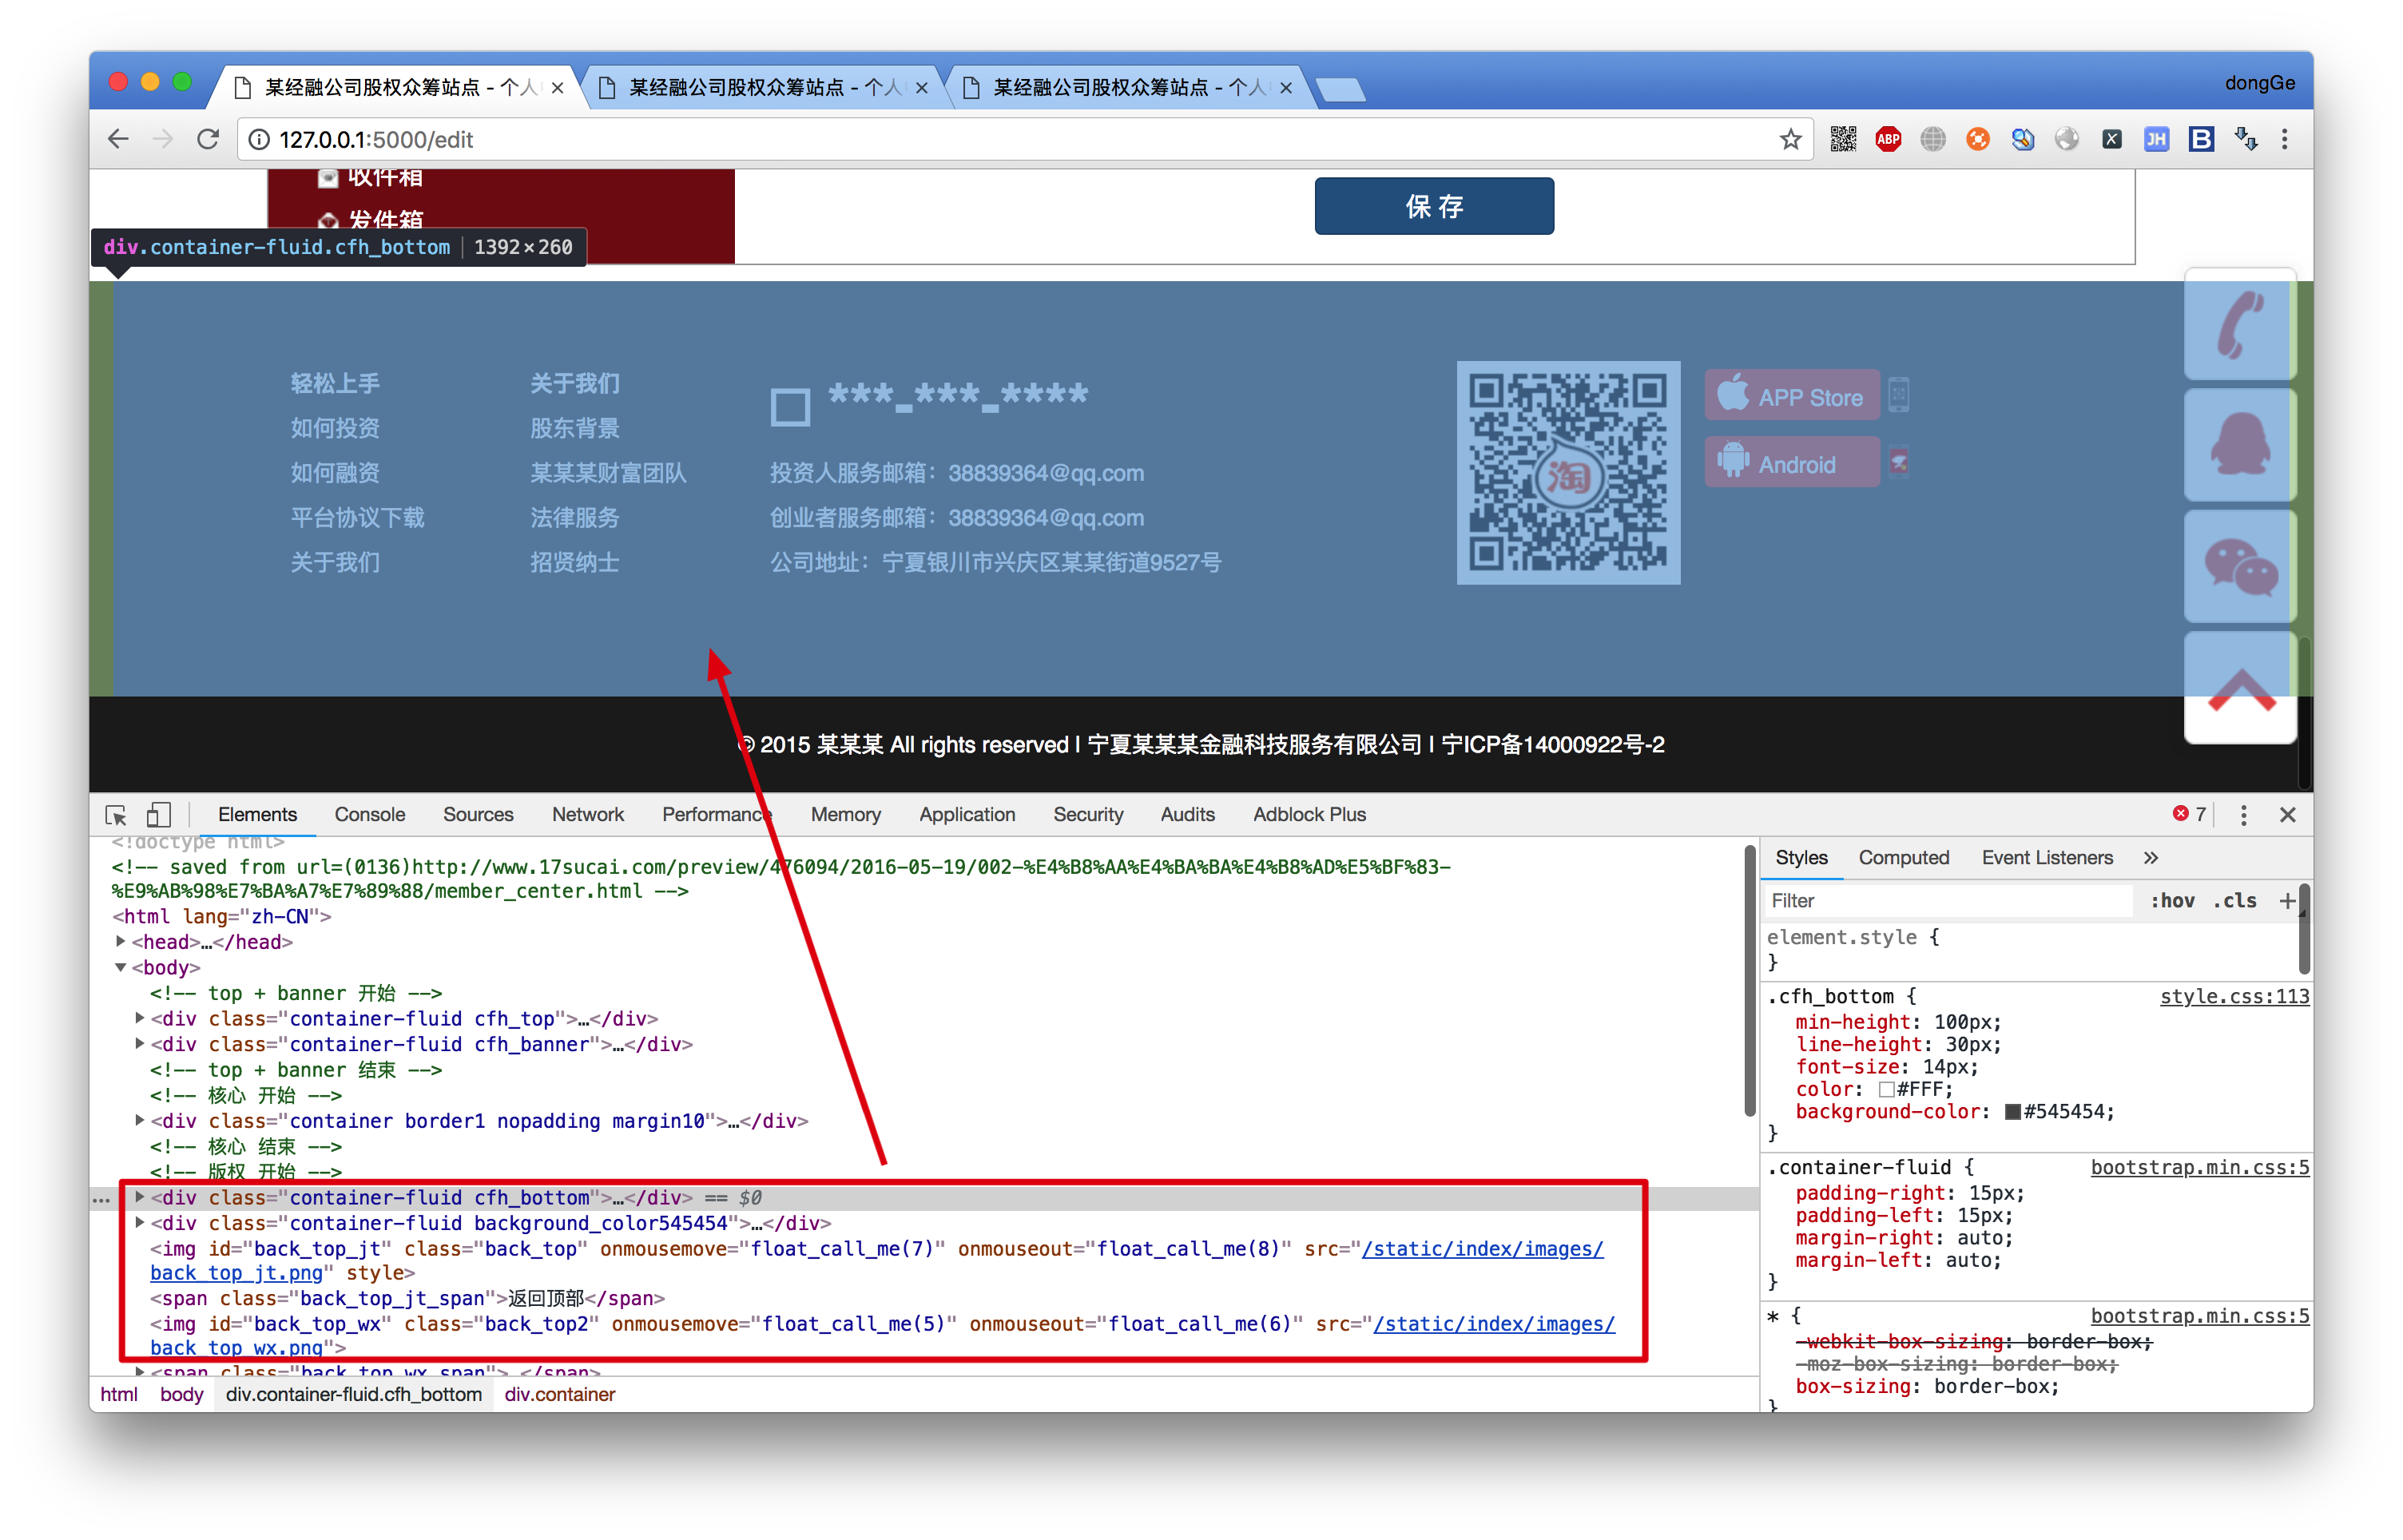 某经融公司股权众筹站点 - 个人
某经融公司股权众筹站点 - 个人
某经融公司股权众筹站点 - 个人
dongGe
127.0.0.1:5000/edit
ABP
X
JH
B
收件箱
保 存
发件箱
div.container-fluid.cfh_bottom | 1392×260
轻松上手
关于我们
***-***-****
APP Store
如何投资
股东背景
如何融资
某某某财富团队
投资人服务邮箱：38839364@qq.com
淘
Android
平台协议下载
法律服务
创业者服务邮箱：38839364@qq.com
关于我们
招贤纳士
公司地址：宁夏银川市兴庆区某某街道9527号
© 2015 某某某 All rights reserved | 宁夏某某某金融科技服务有限公司 | 宁ICP备14000922号-2
Elements Console Sources Network Performance Memory Application Security Audits Adblock Plus
7
<!doctype html>
<!-- saved from url=(0136)http://www.17sucai.com/preview/476094/2016-05-19/002-%E4%B8%AA%E4%BA%BA%E4%B8%AD%E5%BF%83-
%E9%AB%98%E7%BA%A7%E7%89%88/member_center.html -->
<html lang="zh-CN">
<head>…</head>
<body>
<!-- top + banner 开始 -->
<div class="container-fluid cfh_top">…</div>
<div class="container-fluid cfh_banner">…</div>
<!-- top + banner 结束 -->
<!-- 核心 开始 -->
<div class="container border1 nopadding margin10">…</div>
<!-- 核心 结束 -->
<!-- 版权 开始 -->
<div class="container-fluid cfh_bottom">…</div> == $0
<div class="container-fluid background_color545454">…</div>
<img id="back_top_jt" class="back_top" onmousemove="float_call_me(7)" onmouseout="float_call_me(8)" src="/static/index/images/
back_top_jt.png" style>
<span class="back_top_jt_span">返回顶部</span>
<img id="back_top_wx" class="back_top2" onmousemove="float_call_me(5)" onmouseout="float_call_me(6)" src="/static/index/images/
back_top_wx.png">
<span class="back_top_wx_span">…</span>
html body div.container-fluid.cfh_bottom div.container
Styles Computed Event Listeners »
Filter :hov .cls +
element.style {
}
.cfh_bottom { style.css:113
min-height: 100px;
line-height: 30px;
font-size: 14px;
color: #FFF;
background-color: #545454;
}
.container-fluid { bootstrap.min.css:5
padding-right: 15px;
padding-left: 15px;
margin-right: auto;
margin-left: auto;
}
* { bootstrap.min.css:5
-webkit-box-sizing: border-box;
-moz-box-sizing: border-box;
box-sizing: border-box;
}